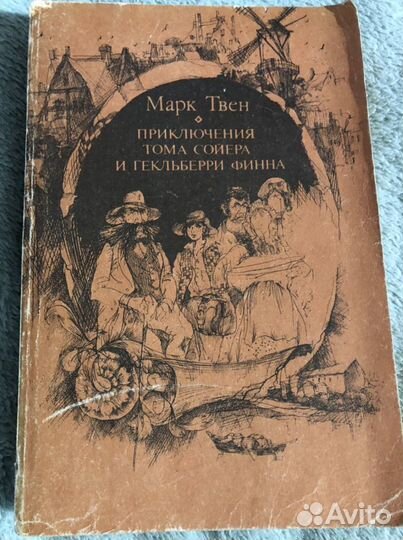 Марк Твен
ПРИКЛЮЧЕНИЯ
ТОМА СОЙЕРА
И ГЕКЛЬБЕРРИ ФИННА
Avito